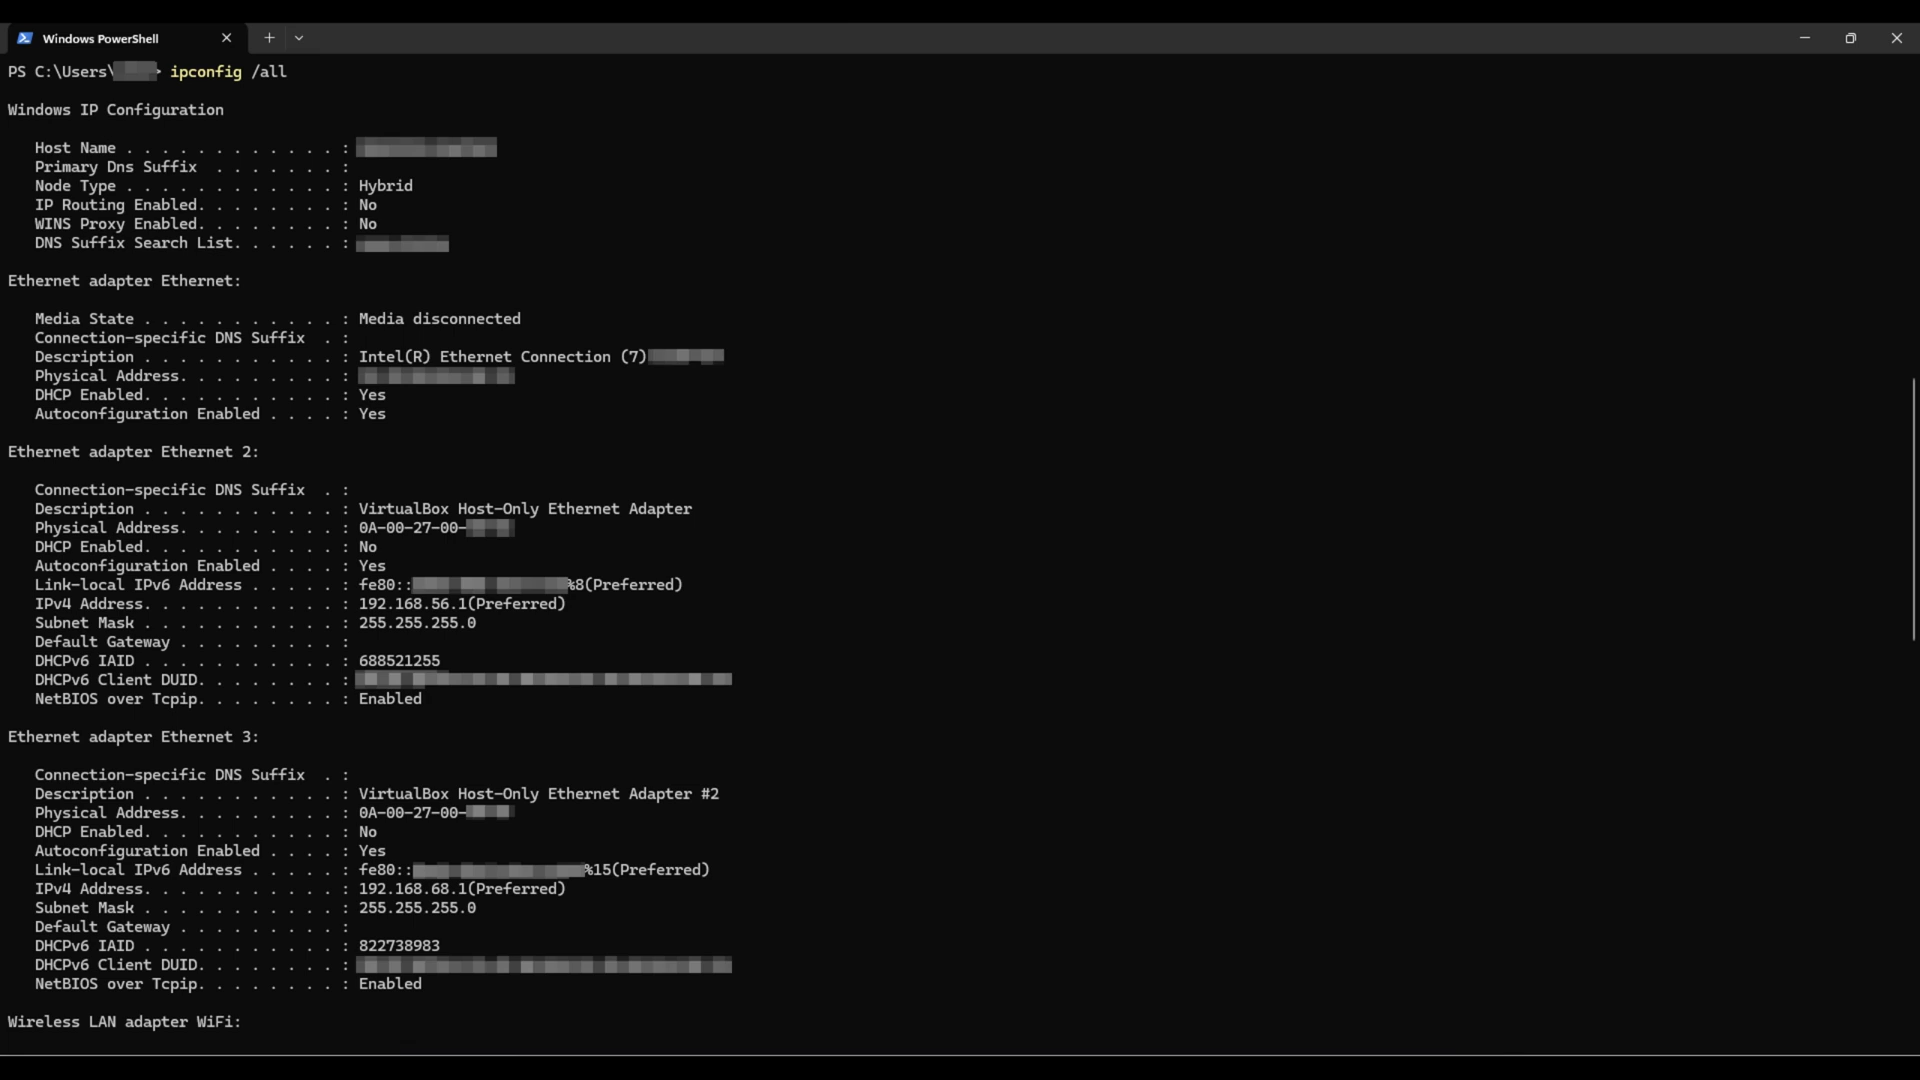 Windows PowerShell
PS C:\Users\ > ipconfig /all
Windows IP Configuration
Host Name . . . . . . . . . . . . :
Primary Dns Suffix  . . . . . . . :
Node Type . . . . . . . . . . . . : Hybrid
IP Routing Enabled. . . . . . . . : No
WINS Proxy Enabled. . . . . . . . : No
DNS Suffix Search List. . . . . . :
Ethernet adapter Ethernet:
Media State . . . . . . . . . . . : Media disconnected
Connection-specific DNS Suffix  . :
Description . . . . . . . . . . . : Intel(R) Ethernet Connection (7)
Physical Address. . . . . . . . . :
DHCP Enabled. . . . . . . . . . . : Yes
Autoconfiguration Enabled . . . . : Yes
Ethernet adapter Ethernet 2:
Connection-specific DNS Suffix  . :
Description . . . . . . . . . . . : VirtualBox Host-Only Ethernet Adapter
Physical Address. . . . . . . . . : 0A-00-27-00-
DHCP Enabled. . . . . . . . . . . : No
Autoconfiguration Enabled . . . . : Yes
Link-local IPv6 Address . . . . . : fe80:: %8(Preferred)
IPv4 Address. . . . . . . . . . . : 192.168.56.1(Preferred)
Subnet Mask . . . . . . . . . . . : 255.255.255.0
Default Gateway . . . . . . . . . :
DHCPv6 IAID . . . . . . . . . . . : 688521255
DHCPv6 Client DUID. . . . . . . . :
NetBIOS over Tcpip. . . . . . . . : Enabled
Ethernet adapter Ethernet 3:
Connection-specific DNS Suffix  . :
Description . . . . . . . . . . . : VirtualBox Host-Only Ethernet Adapter #2
Physical Address. . . . . . . . . : 0A-00-27-00-
DHCP Enabled. . . . . . . . . . . : No
Autoconfiguration Enabled . . . . : Yes
Link-local IPv6 Address . . . . . : fe80:: %15(Preferred)
IPv4 Address. . . . . . . . . . . : 192.168.68.1(Preferred)
Subnet Mask . . . . . . . . . . . : 255.255.255.0
Default Gateway . . . . . . . . . :
DHCPv6 IAID . . . . . . . . . . . : 822738983
DHCPv6 Client DUID. . . . . . . . :
NetBIOS over Tcpip. . . . . . . . : Enabled
Wireless LAN adapter WiFi: